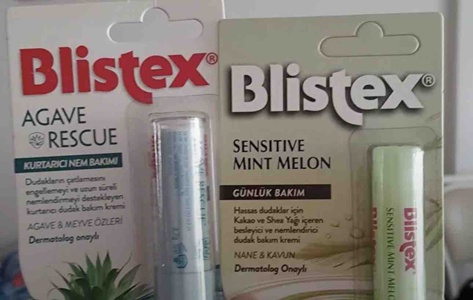 Blistex®
AGAVE
RESCUE
KURTARICI NEM BAKIMI
Dudakların çatlamasını
engellemeyi ve uzun süreli
nemlendirmeyi destekleyen
kurtarıcı dudak bakım kremi
AGAVE & MEYVE ÖZLERİ
Dermatolog onaylı
Blistex®
SENSITIVE
MINT MELON
GÜNLÜK BAKIM
Hassas dudaklar için
Kakao ve Shea Yağı içeren
besleyici ve nemlendirici
dudak bakım kremi
NANE & KAVUN
Dermatolog Onaylı
Blistex
SENSITIVE MINT MEL